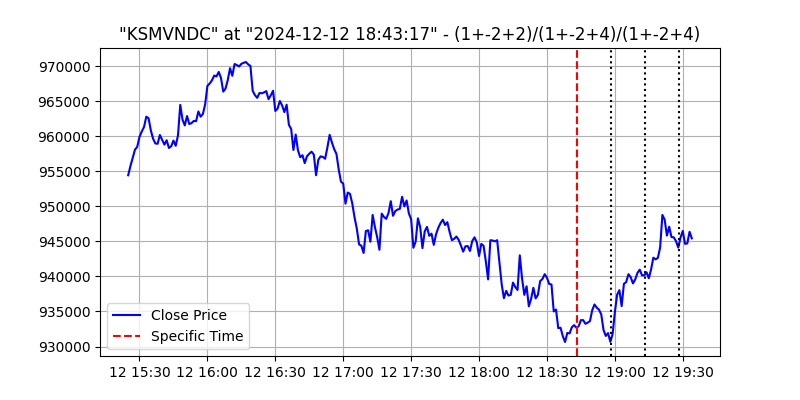 "KSMVNDC" at "2024-12-12 18:43:17" - (1+-2+2)/(1+-2+4)/(1+-2+4)
970000
965000
960000
955000
950000
945000
940000
935000
930000
Close Price
Specific Time
12 15:30 12 16:00 12 16:30 12 17:00 12 17:30 12 18:00 12 18:30 12 19:00 12 19:30